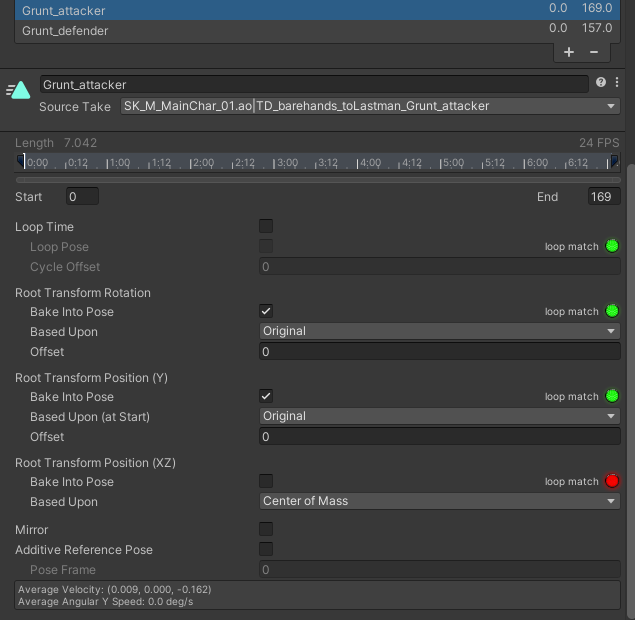 Grunt_attacker 0.0 169.0
Grunt_defender 0.0 157.0
+ −
Grunt_attacker
Source Take SK_M_MainChar_01.ao|TD_barehands_toLastman_Grunt_attacker
Length 7.042 24 FPS
0:00 0:12 1:00 1:12 2:00 2:12 3:00 3:12 4:00 4:12 5:00 5:12 6:00 6:12
Start 0 End 169
Loop Time
Loop Pose loop match
Cycle Offset 0
Root Transform Rotation
Bake Into Pose loop match
Based Upon Original
Offset 0
Root Transform Position (Y)
Bake Into Pose loop match
Based Upon (at Start) Original
Offset 0
Root Transform Position (XZ)
Bake Into Pose loop match
Based Upon Center of Mass
Mirror
Additive Reference Pose
Pose Frame 0
Average Velocity: (0.009, 0.000, -0.162)
Average Angular Y Speed: 0.0 deg/s